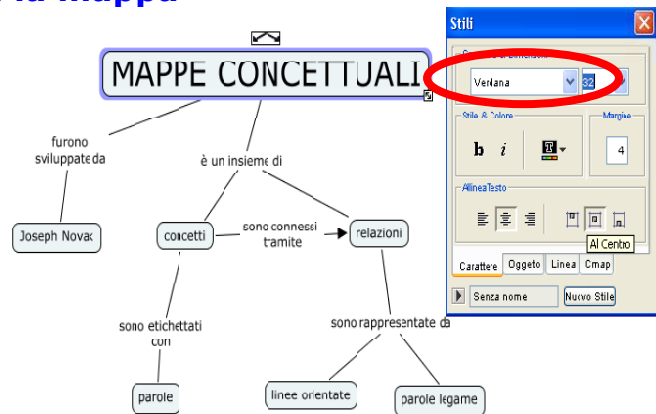 la mappa
MAPPE CONCETTUALI
furono
sviluppate da
è un insieme di
Joseph Novak
concetti
sono connessi
tramite
relazioni
sono etichettati
con
sono rappresentate da
parole
linee orientate
parole legame
Stili
Verdana
32
Stile & Colore
Margine
b i T
4
Allinea Testo
Al Centro
Carattere Oggetto Linea Cmap
Senza nome Nuovo Stile